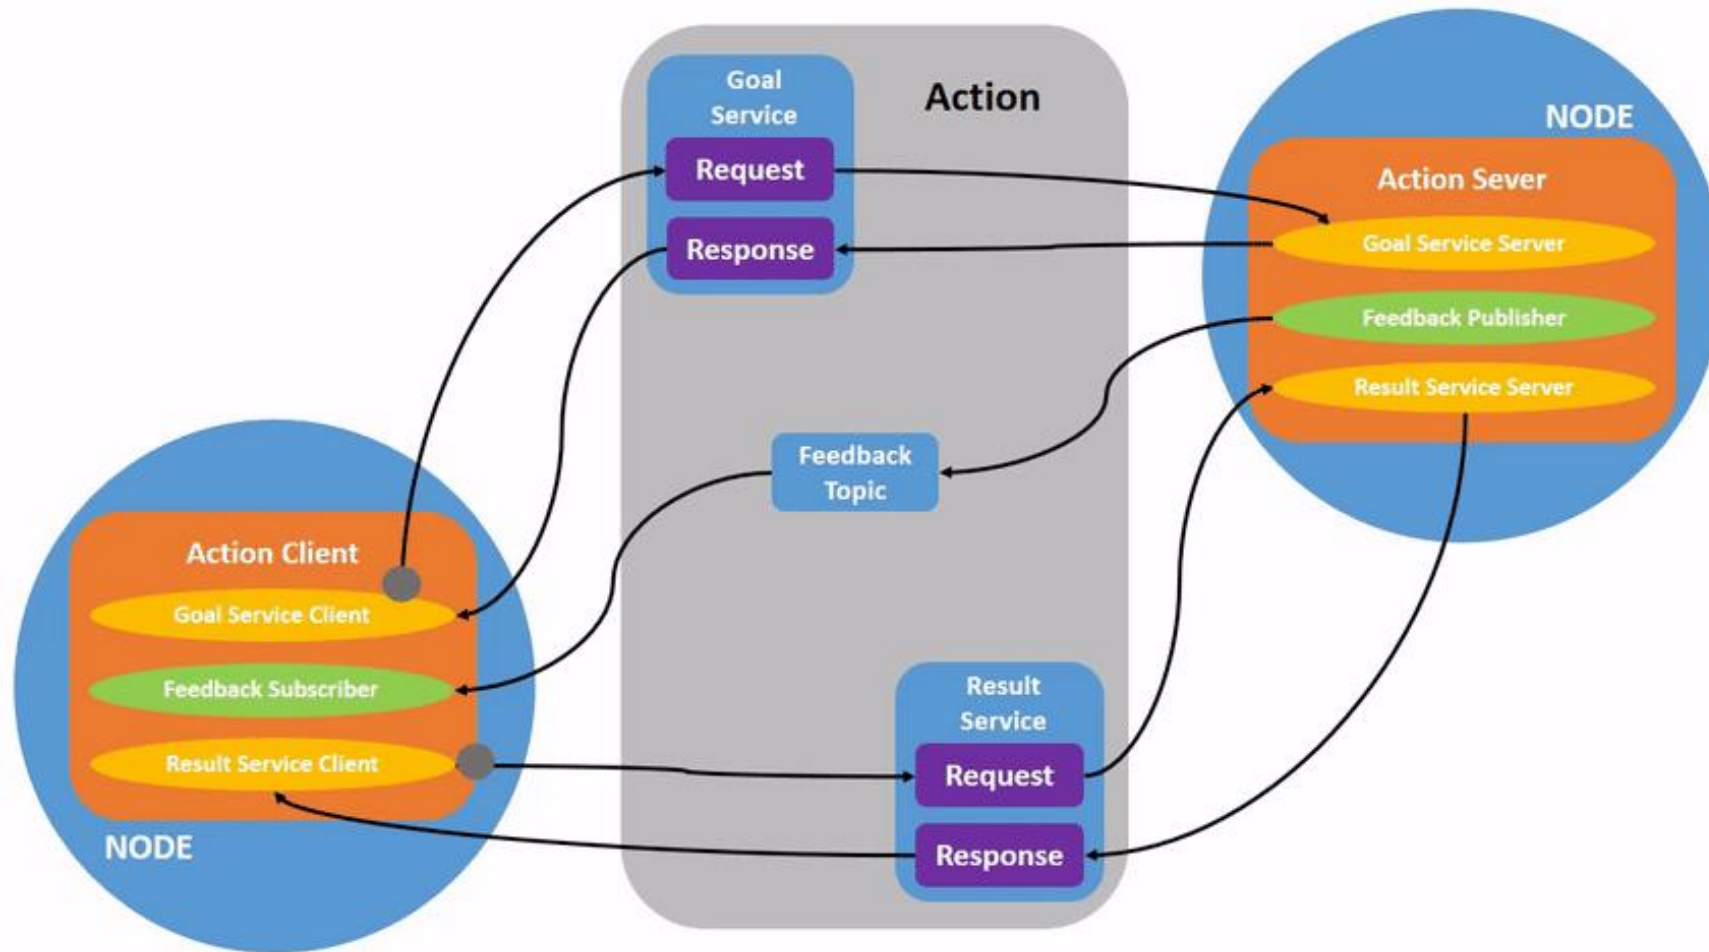 Goal
Service
Request
Response
Action
NODE
Action Sever
Goal Service Server
Feedback Publisher
Result Service Server
Feedback
Topic
Action Client
Goal Service Client
Feedback Subscriber
Result Service Client
NODE
Result
Service
Request
Response